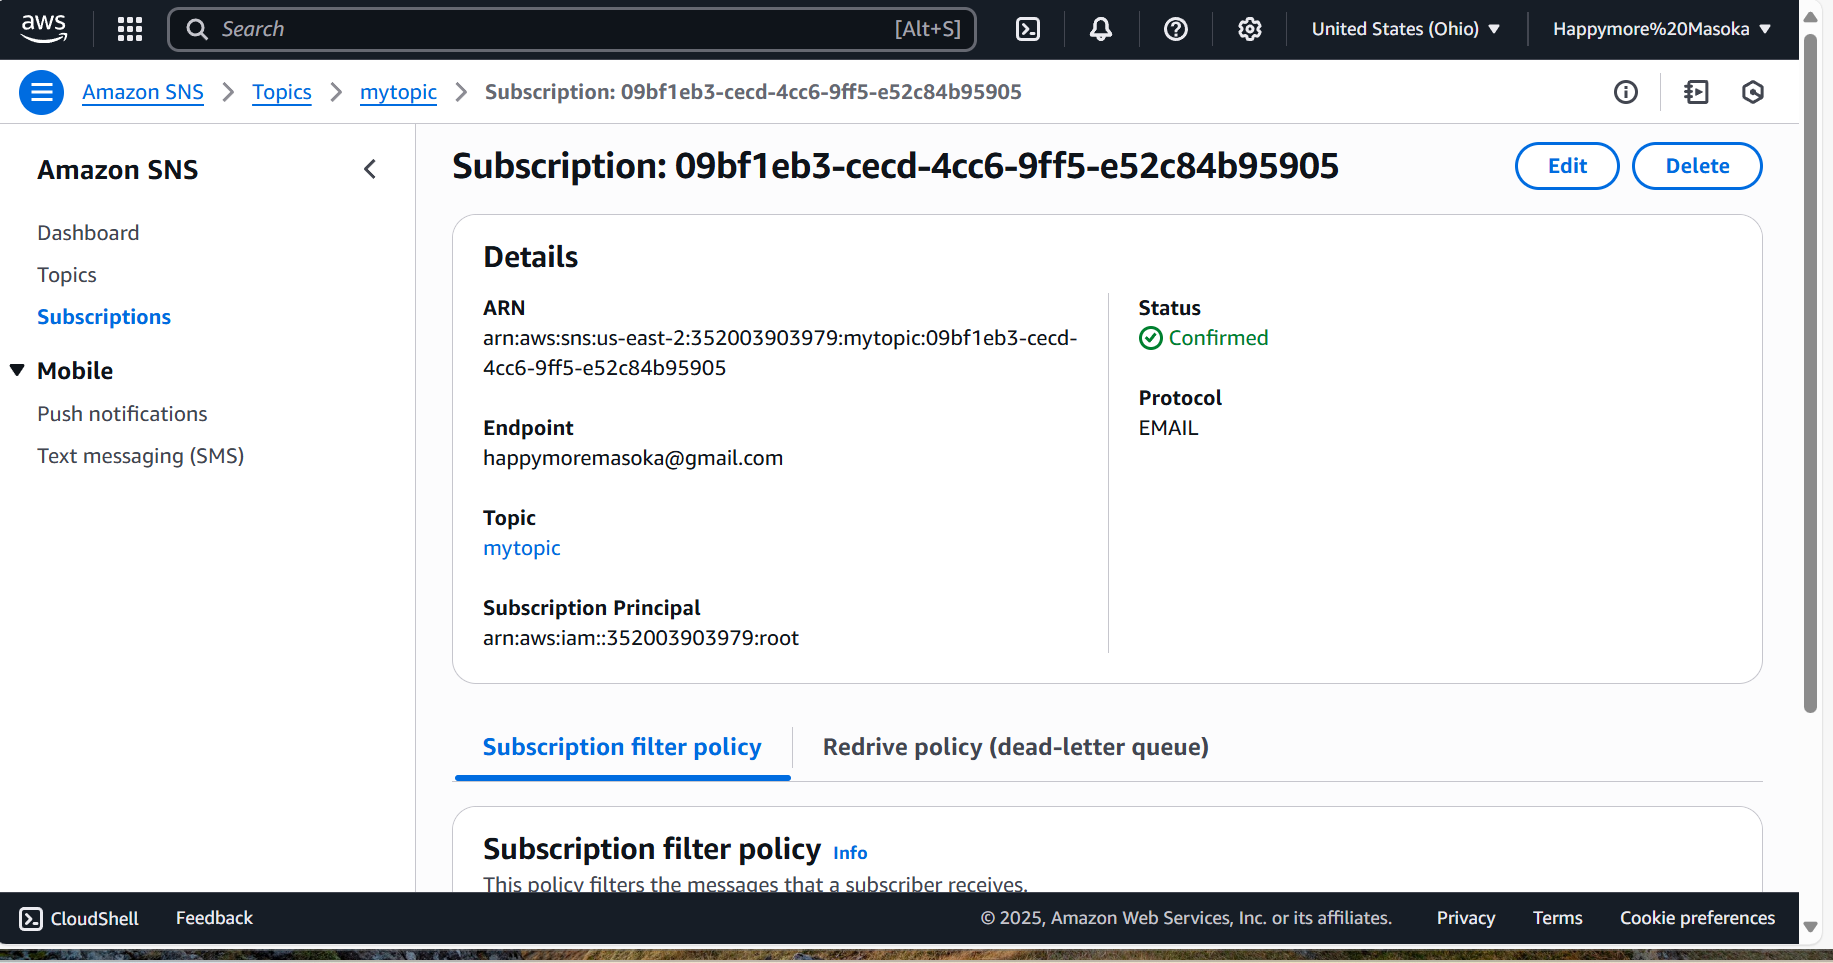 aws
Search
[Alt+S]
United States (Ohio)
Happymore%20Masoka
Amazon SNS
Topics
mytopic
Subscription: 09bf1eb3-cecd-4cc6-9ff5-e52c84b95905
Amazon SNS
Dashboard
Topics
Subscriptions
Mobile
Push notifications
Text messaging (SMS)
Subscription: 09bf1eb3-cecd-4cc6-9ff5-e52c84b95905
Edit
Delete
Details
ARN
arn:aws:sns:us-east-2:352003903979:mytopic:09bf1eb3-cecd-
4cc6-9ff5-e52c84b95905
Endpoint
happymoremasoka@gmail.com
Topic
mytopic
Subscription Principal
arn:aws:iam::352003903979:root
Status
Confirmed
Protocol
EMAIL
Subscription filter policy
Redrive policy (dead-letter queue)
Subscription filter policy Info
This policy filters the messages that a subscriber receives.
CloudShell
Feedback
© 2025, Amazon Web Services, Inc. or its affiliates.
Privacy
Terms
Cookie preferences